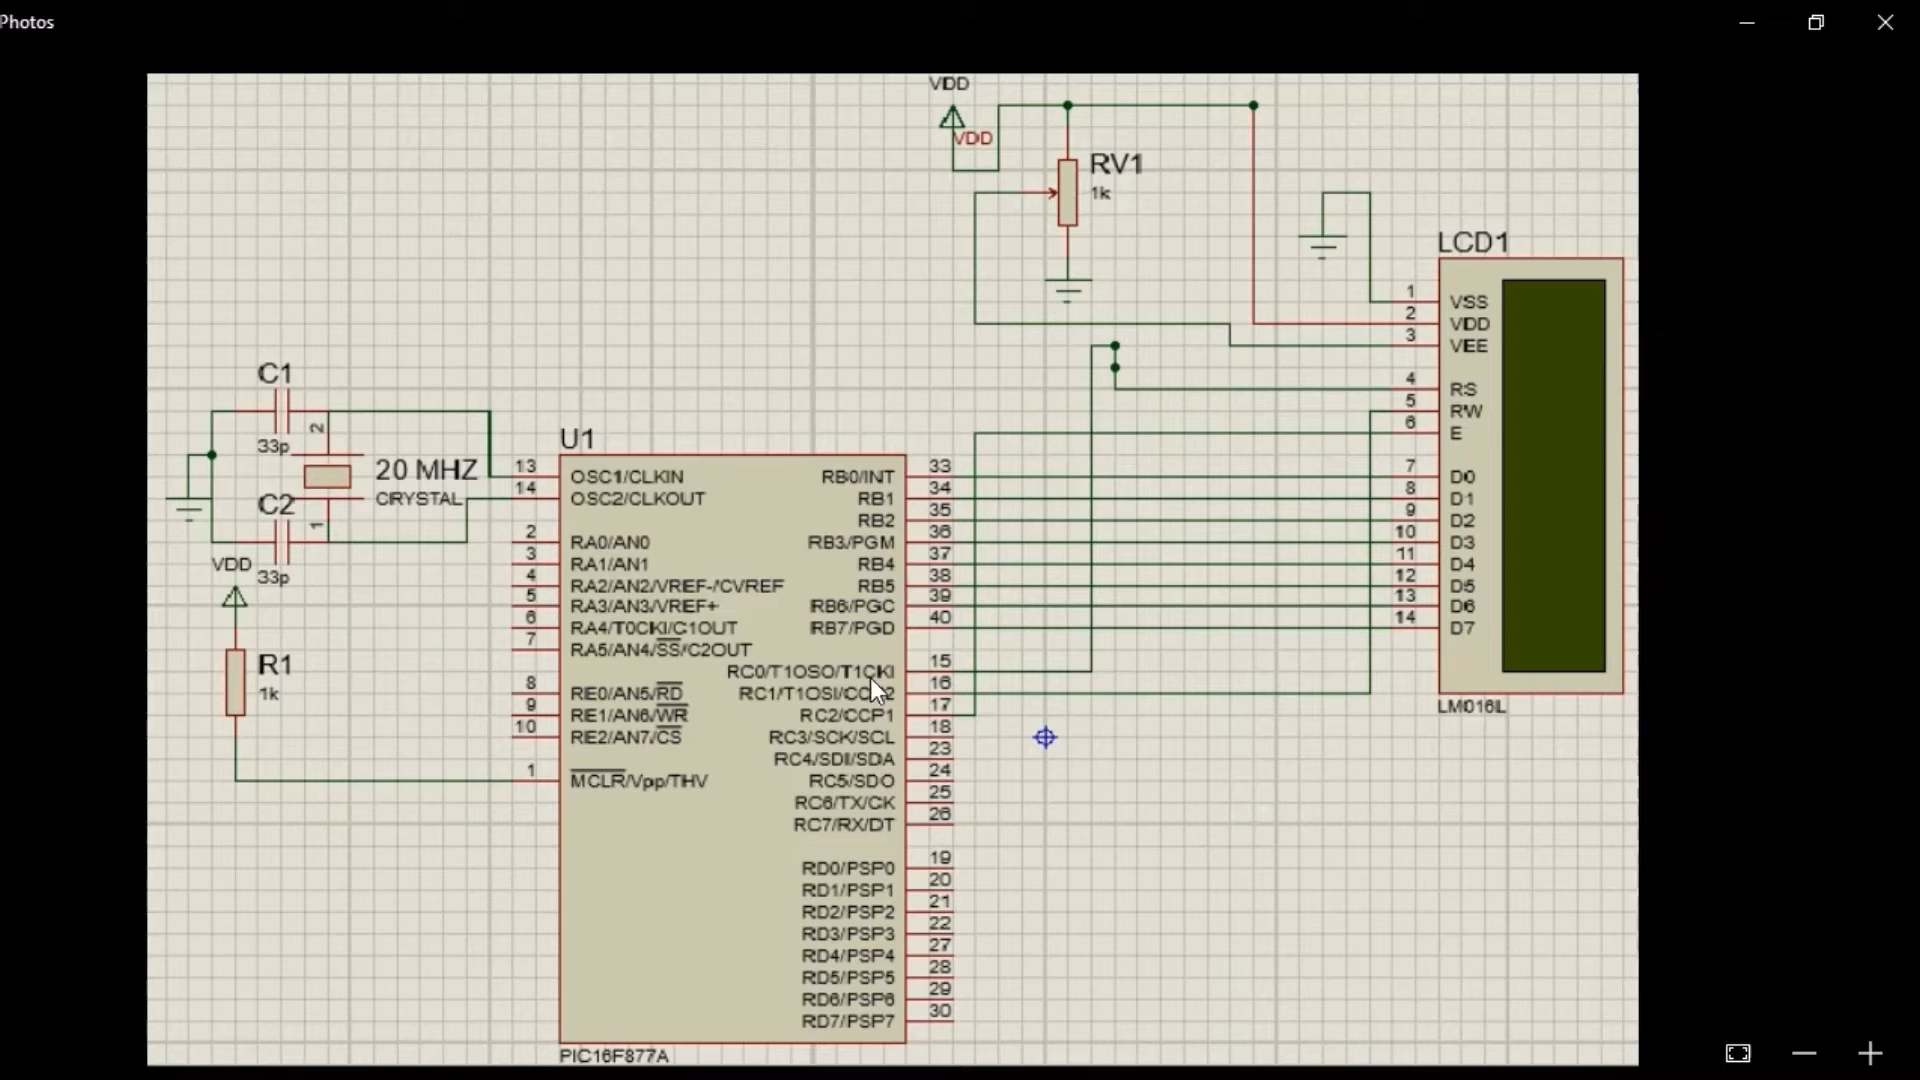 Photos
VDD
VDD
RV1
1k
LCD1
1 VSS
2 VDD
3 VEE
4 RS
5 RW
6 E
7 D0
8 D1
9 D2
10 D3
11 D4
12 D5
13 D6
14 D7
LM016L
C1
33p
2
20 MHZ
CRYSTAL
C2
1
33p
VDD
R1
1k
U1
13 OSC1/CLKIN RB0/INT 33
14 OSC2/CLKOUT RB1 34
RB2 35
2 RA0/AN0 RB3/PGM 36
3 RA1/AN1 RB4 37
4 RA2/AN2/VREF-/CVREF RB5 38
5 RA3/AN3/VREF+ RB6/PGC 39
6 RA4/T0CKI/C1OUT RB7/PGD 40
7 RA5/AN4/SS/C2OUT
RC0/T1OSO/T1CKI 15
8 RE0/AN5/RD RC1/T1OSI/CCP2 16
9 RE1/AN6/WR RC2/CCP1 17
10 RE2/AN7/CS RC3/SCK/SCL 18
RC4/SDI/SDA 23
1 MCLR/Vpp/THV RC5/SDO 24
RC6/TX/CK 25
RC7/RX/DT 26
RD0/PSP0 19
RD1/PSP1 20
RD2/PSP2 21
RD3/PSP3 22
RD4/PSP4 27
RD5/PSP5 28
RD6/PSP6 29
RD7/PSP7 30
PIC16F877A